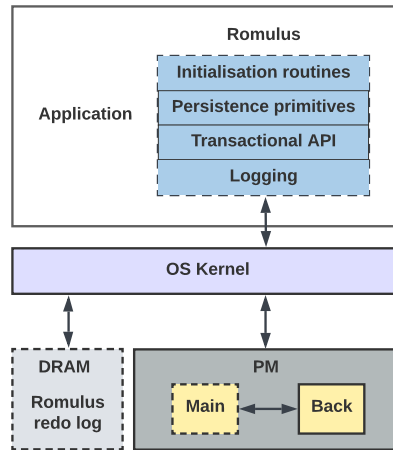 Romulus
Initialisation routines
Application
Persistence primitives
Transactional API
Logging
OS Kernel
DRAM
Romulus
redo log
PM
Main
Back